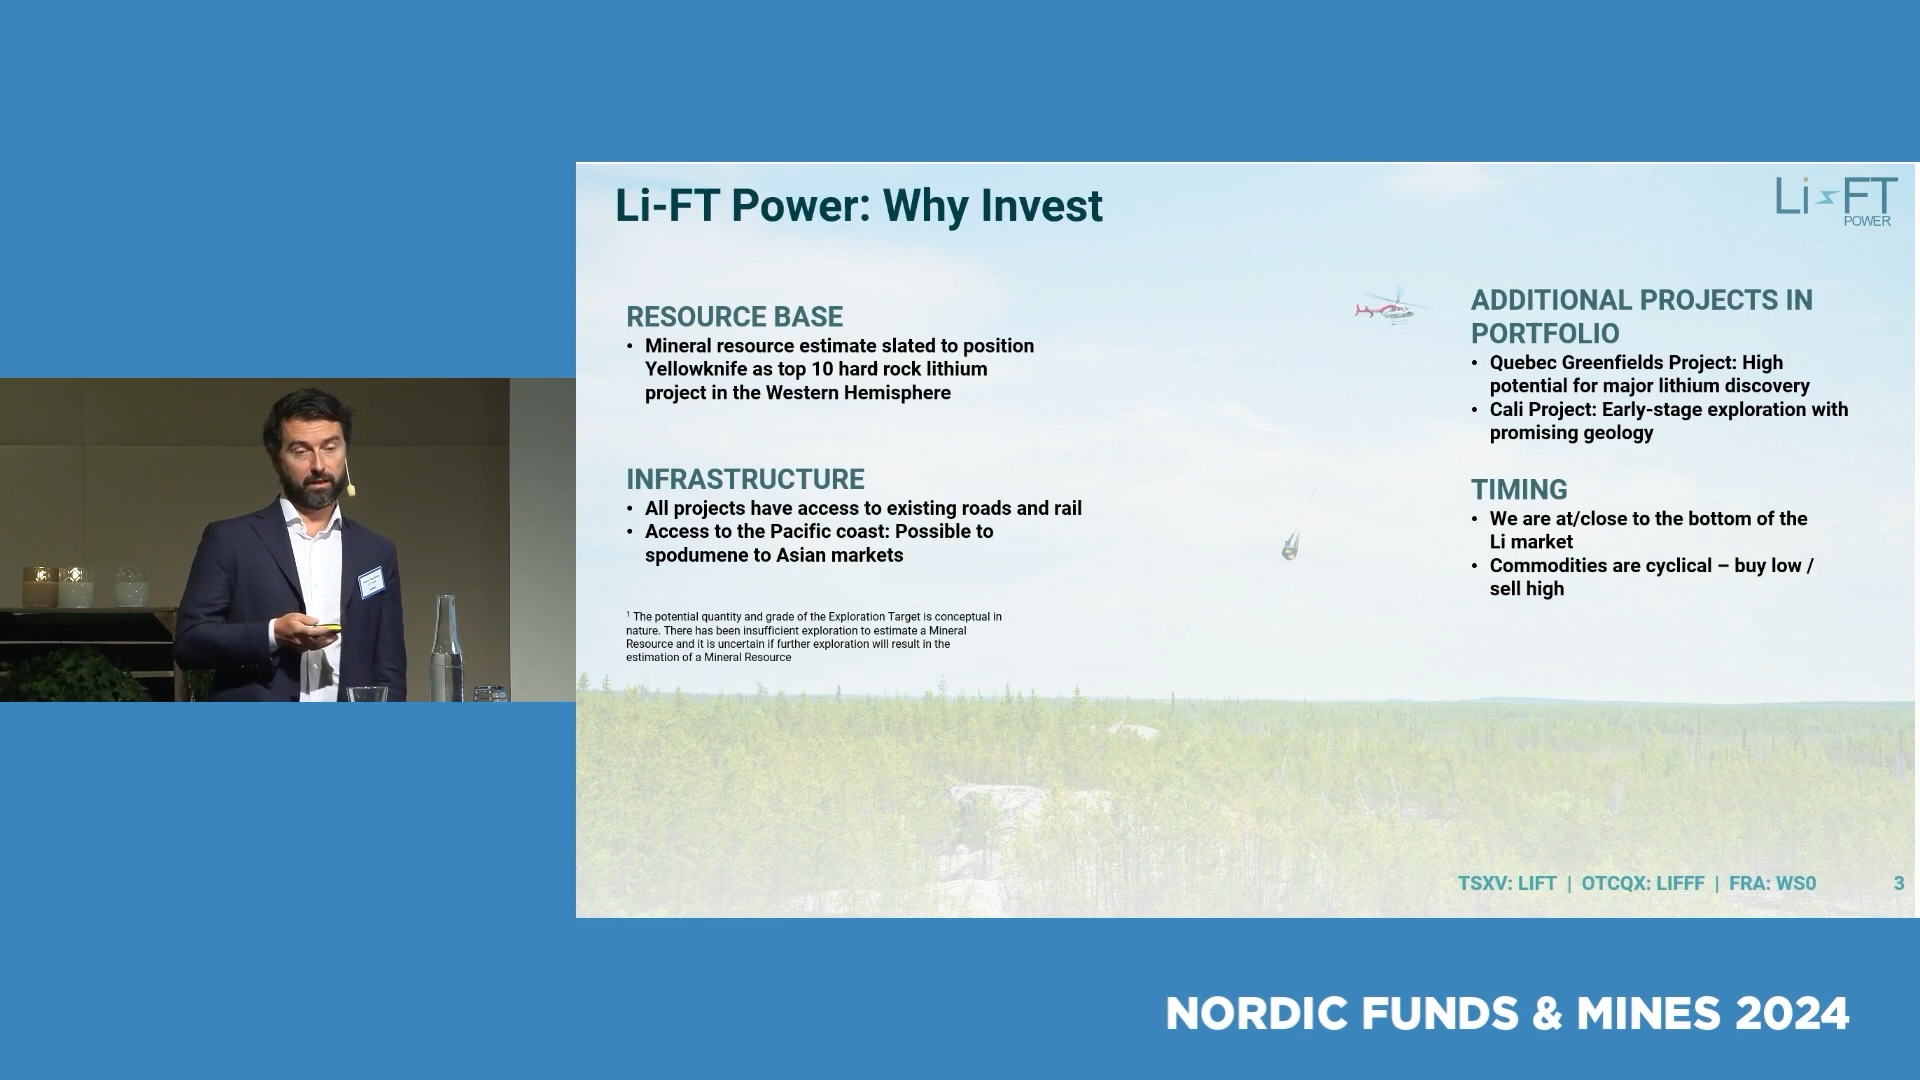 Li-FT Power: Why Invest
Li FT
POWER
RESOURCE BASE
• Mineral resource estimate slated to position
Yellowknife as top 10 hard rock lithium
project in the Western Hemisphere
INFRASTRUCTURE
• All projects have access to existing roads and rail
• Access to the Pacific coast: Possible to
spodumene to Asian markets
1 The potential quantity and grade of the Exploration Target is conceptual in
nature. There has been insufficient exploration to estimate a Mineral
Resource and it is uncertain if further exploration will result in the
estimation of a Mineral Resource
ADDITIONAL PROJECTS IN
PORTFOLIO
• Quebec Greenfields Project: High
potential for major lithium discovery
• Cali Project: Early-stage exploration with
promising geology
TIMING
• We are at/close to the bottom of the
Li market
• Commodities are cyclical – buy low /
sell high
TSXV: LIFT | OTCQX: LIFFF | FRA: WS0
3
NORDIC FUNDS & MINES 2024